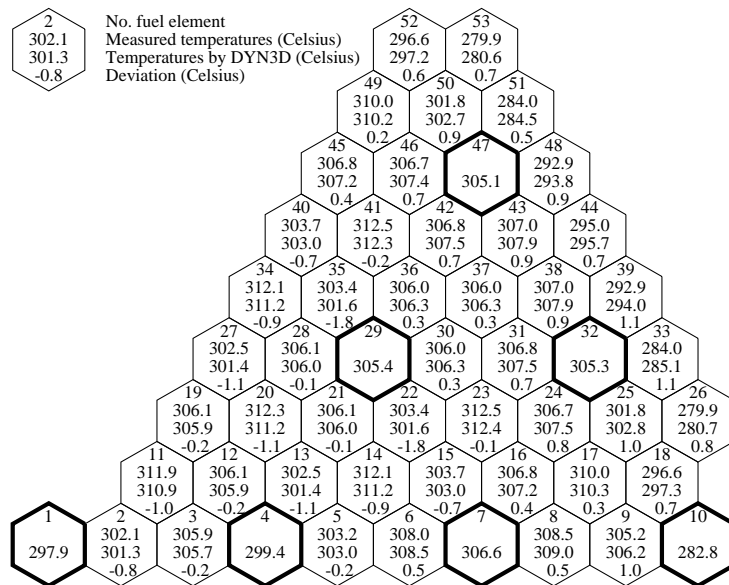 2 No. fuel element
302.1 Measured temperatures (Celsius)
301.3 Temperatures by DYN3D (Celsius)
-0.8 Deviation (Celsius)
52 53
296.6 279.9
297.2 280.6
0.6 0.7
49 50 51
310.0 301.8 284.0
310.2 302.7 284.5
0.2 0.9 0.5
45 46 47 48
306.8 306.7 292.9
307.2 307.4 305.1 293.8
0.4 0.7 0.9
40 41 42 43 44
303.7 312.5 306.8 307.0 295.0
303.0 312.3 307.5 307.9 295.7
-0.7 -0.2 0.7 0.9 0.7
34 35 36 37 38 39
312.1 303.4 306.0 306.0 307.0 292.9
311.2 301.6 306.3 306.3 307.9 294.0
-0.9 -1.8 0.3 0.3 0.9 1.1
27 28 29 30 31 32 33
302.5 306.1 306.0 306.8 284.0
301.4 306.0 305.4 306.3 307.5 305.3 285.1
-1.1 -0.1 0.3 0.7 1.1
19 20 21 22 23 24 25 26
306.1 312.3 306.1 303.4 312.5 306.7 301.8 279.9
305.9 311.2 306.0 301.6 312.4 307.5 302.8 280.7
-0.2 -1.1 -0.1 -1.8 -0.1 0.8 1.0 0.8
11 12 13 14 15 16 17 18
311.9 306.1 302.5 312.1 303.7 306.8 310.0 296.6
310.9 305.9 301.4 311.2 303.0 307.2 310.3 297.3
-1.0 -0.2 -1.1 -0.9 -0.7 0.4 0.3 0.7
1 2 3 4 5 6 7 8 9 10
302.1 305.9 303.2 308.0 308.5 305.2
297.9 301.3 305.7 299.4 303.0 308.5 306.6 309.0 306.2 282.8
-0.8 -0.2 -0.2 0.5 0.5 1.0